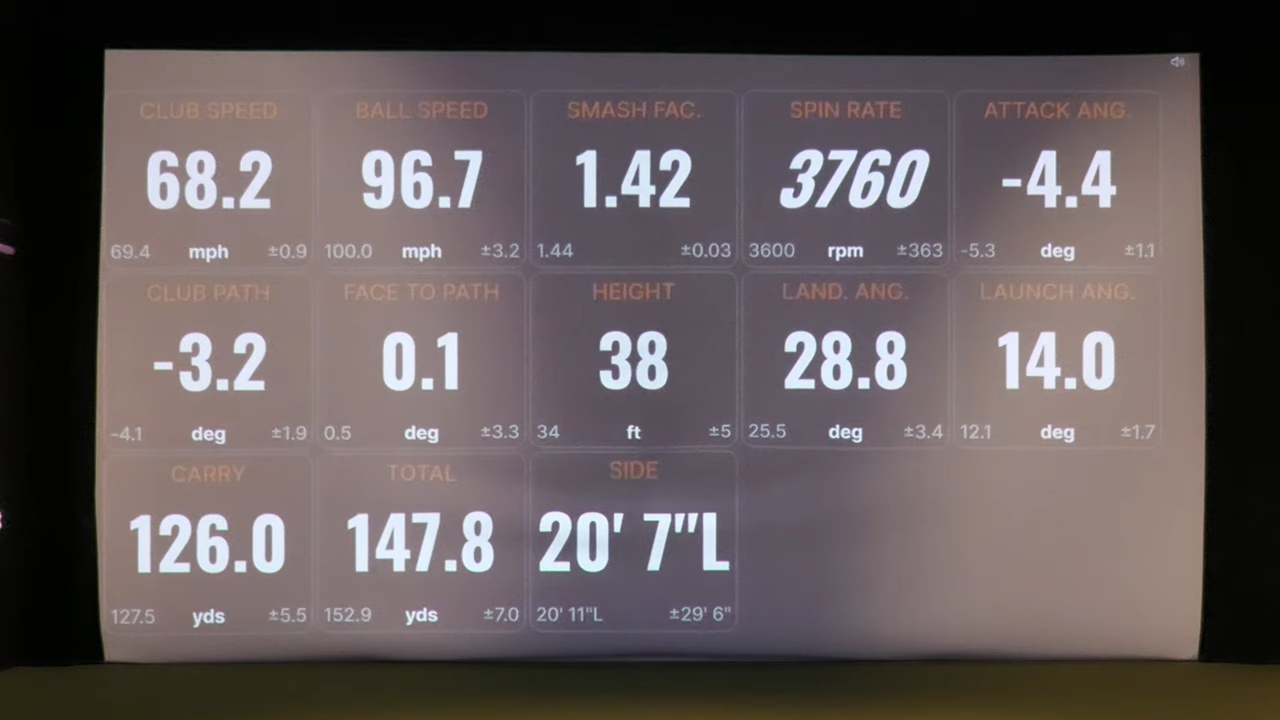 CLUB SPEED BALL SPEED SMASH FAC. SPIN RATE ATTACK ANG.
68.2 96.7 1.42 3760 -4.4
69.4 mph ±0.9 100.0 mph ±3.2 1.44 ±0.03 3600 rpm ±363 -5.3 deg ±1.1
CLUB PATH FACE TO PATH HEIGHT LAND. ANG. LAUNCH ANG.
-3.2 0.1 38 28.8 14.0
-4.1 deg ±1.9 0.5 deg ±3.3 34 ft ±5 25.5 deg ±3.4 12.1 deg ±1.7
CARRY TOTAL SIDE
126.0 147.8 20' 7"L
127.5 yds ±5.5 152.9 yds ±7.0 20' 11"L ±29' 6"